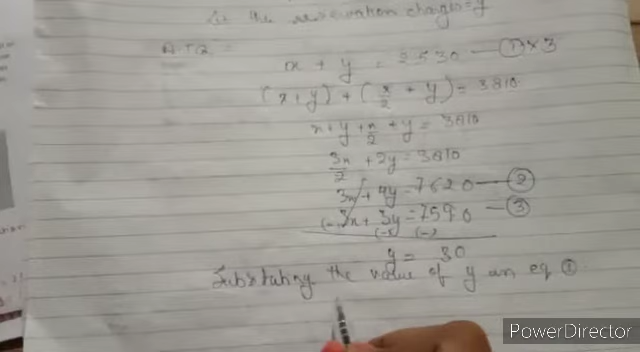 the reservation charges = y
A.T.Q
x + y = 2530 — ① × 3
(x + y) + (x/2 + y) = 3810
x + y + x/2 + y = 3810
3x/2 + 2y = 3810
3x + 4y = 7620 — ②
(-) 3x + 3y = 7590 — ③
(-) (-)
y = 30
Substituting the value of y in eq ①
PowerDirector